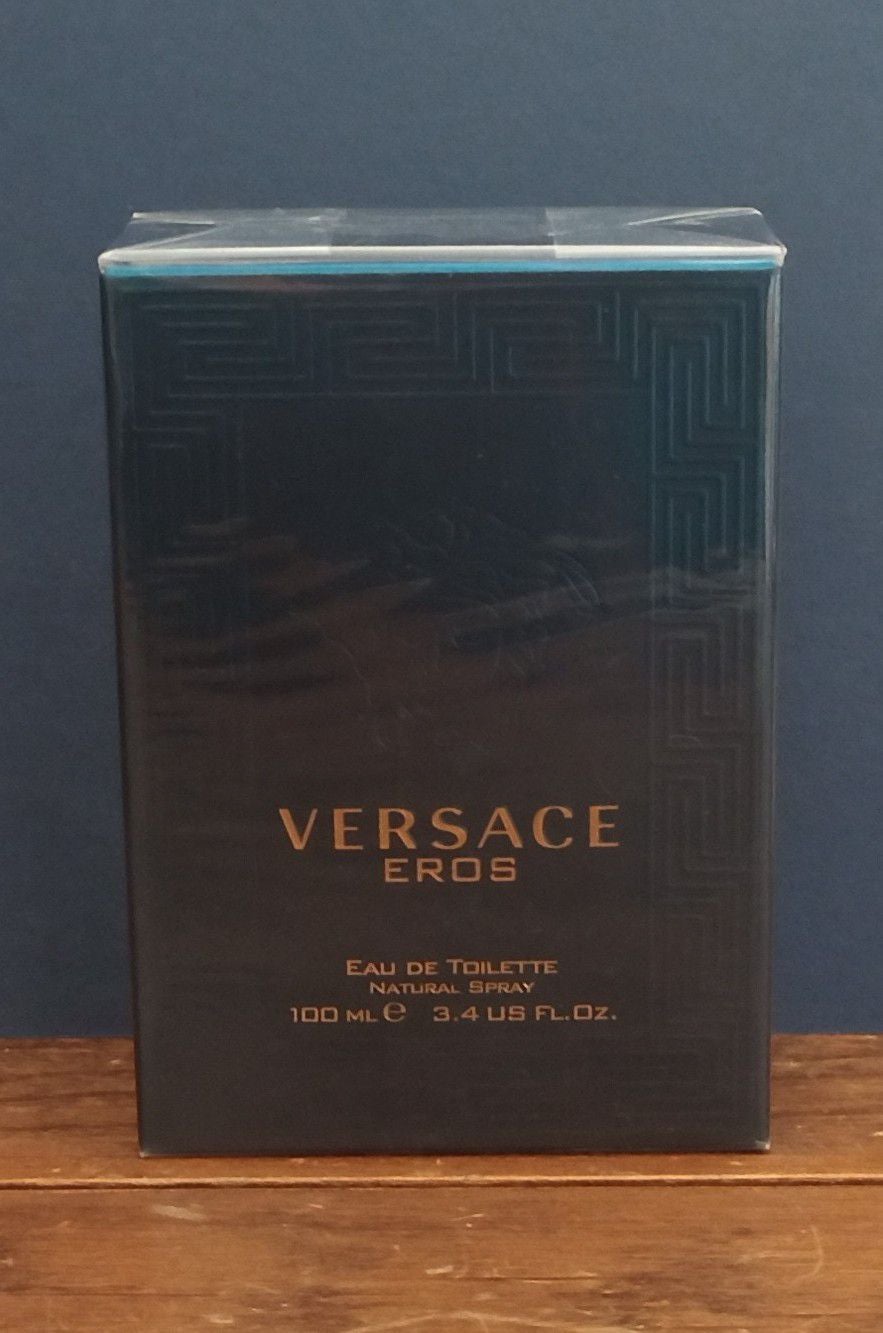 VERSACE
EROS
EAU DE TOILETTE
NATURAL SPRAY
100 ML e 3.4 US FL.OZ.